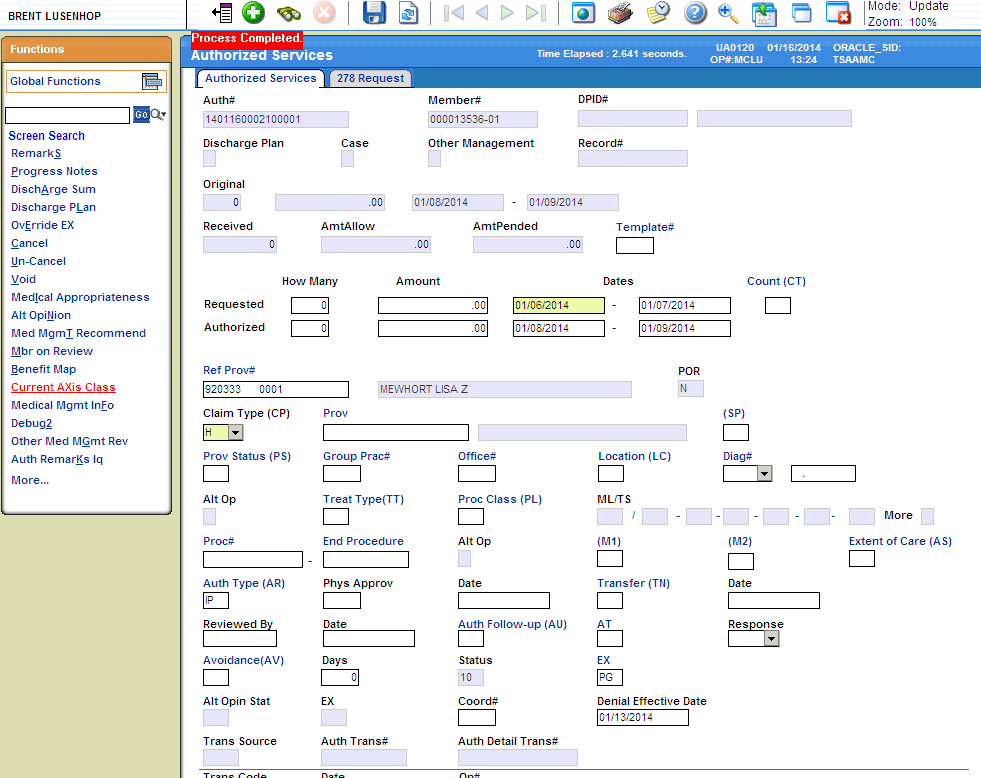 BRENT LUSENHOP
Mode: Update
Zoom: 100%
Functions
Global Functions
GO
Screen Search
RemarkS
Progress Notes
DischArge Sum
Discharge PLan
OvErride EX
Cancel
Un-Cancel
Void
MedIcal Appropriateness
Alt OpiNion
Med MgmT Recommend
Mbr on Review
Benefit Map
Current AXis Class
Medical Mgmt InFo
Debug2
Other Med MGmt Rev
Auth RemarKs Iq
More...
Process Completed.
Authorized Services
Time Elapsed : 2.641 seconds.
UA0120 01/16/2014 ORACLE_SID:
OP#:MCLU 13:24 TSAAMC
Authorized Services 278 Request
Auth# Member# DPID#
1401160002100001 000013536-01
Discharge Plan Case Other Management Record#
Original
0 .00 01/08/2014 - 01/09/2014
Received AmtAllow AmtPended Template#
0 .00 .00
How Many Amount Dates Count (CT)
Requested 0 .00 01/06/2014 - 01/07/2014
Authorized 0 .00 01/08/2014 - 01/09/2014
Ref Prov# POR
920333 0001 MEWHORT LISA Z N
Claim Type (CP) Prov (SP)
H
Prov Status (PS) Group Prac# Office# Location (LC) Diag#
.
Alt Op Treat Type(TT) Proc Class (PL) ML/TS
/ - - - - - More
Proc# End Procedure Alt Op (M1) (M2) Extent of Care (AS)
-
Auth Type (AR) Phys Approv Date Transfer (TN) Date
IP
Reviewed By Date Auth Follow-up (AU) AT Response
Avoidance(AV) Days Status EX
0 10 PG
Alt Opin Stat EX Coord# Denial Effective Date
01/13/2014
Trans Source Auth Trans# Auth Detail Trans#
Trans Code Date Op#